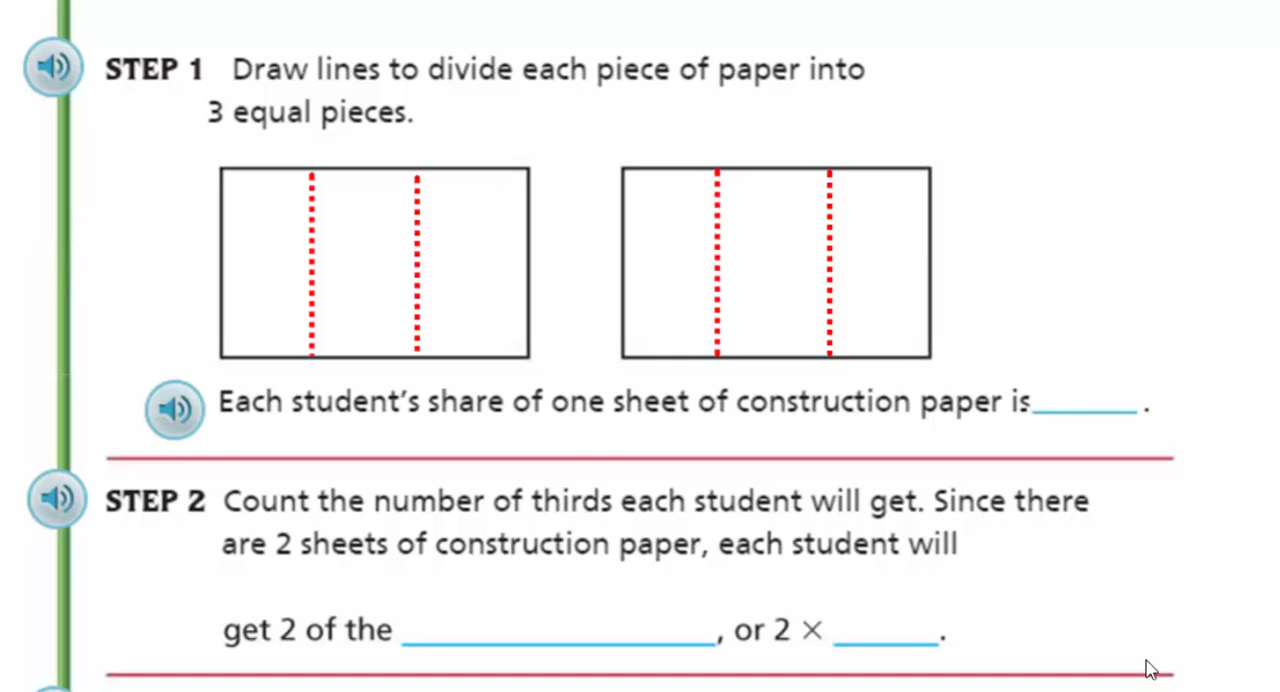 STEP 1 Draw lines to divide each piece of paper into
3 equal pieces.
Each student's share of one sheet of construction paper is______.
STEP 2 Count the number of thirds each student will get. Since there
are 2 sheets of construction paper, each student will
get 2 of the ______, or 2 × ______.